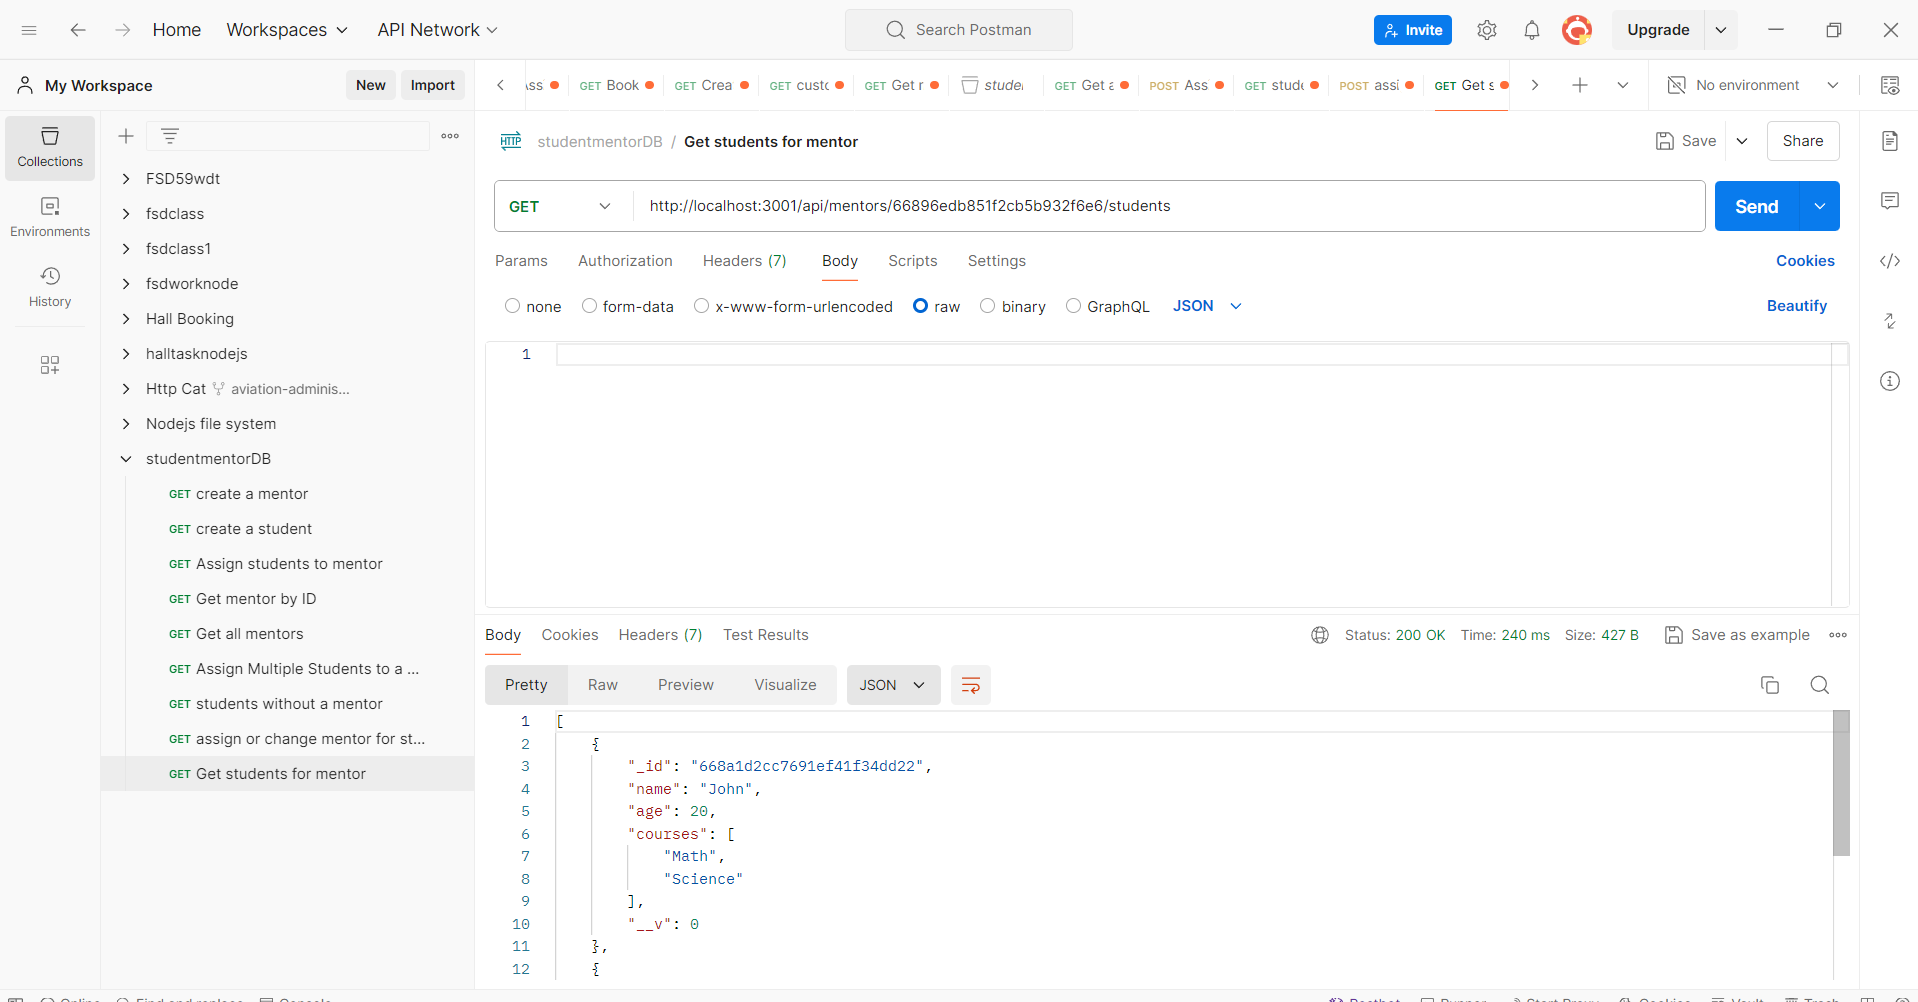 Home Workspaces API Network Search Postman Invite Upgrade
My Workspace New Import
GET Book GET Crea GET GET Get GET Get a POST Ass GET stude POST assi GET Get s No environment
Collections
Environments
History
FSD59wdt
fsdclass
fsdclass1
fsdworknode
Hall Booking
halltasknodejs
Http Cat aviation-adminis...
Nodejs file system
studentmentorDB
GET create a mentor
GET create a student
GET Assign students to mentor
GET Get mentor by ID
GET Get all mentors
GET Assign Multiple Students to a ...
GET students without a mentor
GET assign or change mentor for st...
GET Get students for mentor
HTTP studentmentorDB / Get students for mentor Save Share
GET http://localhost:3001/api/mentors/66896edb851f2cb5b932f6e6/students Send
Params Authorization Headers (7) Body Scripts Settings Cookies
none form-data x-www-form-urlencoded raw binary GraphQL JSON Beautify
1
Body Cookies Headers (7) Test Results Status: 200 OK Time: 240 ms Size: 427 B Save as example
Pretty Raw Preview Visualize JSON
1 [
2 {
3 "_id": "668a1d2cc7691ef41f34dd22",
4 "name": "John",
5 "age": 20,
6 "courses": [
7 "Math",
8 "Science"
9 ],
10 "__v": 0
11 },
12 {